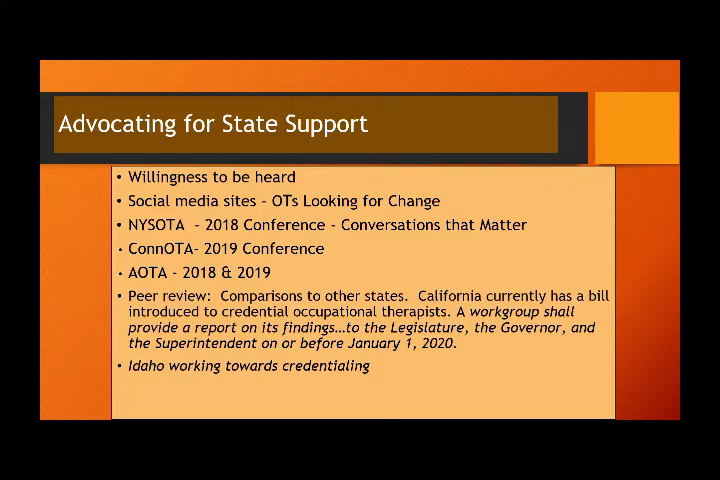 Advocating for State Support
• Willingness to be heard
• Social media sites - OTs Looking for Change
• NYSOTA - 2018 Conference - Conversations that Matter
• ConnOTA- 2019 Conference
• AOTA - 2018 & 2019
• Peer review: Comparisons to other states. California currently has a bill
introduced to credential occupational therapists. A workgroup shall
provide a report on its findings…to the Legislature, the Governor, and
the Superintendent on or before January 1, 2020.
• Idaho working towards credentialing